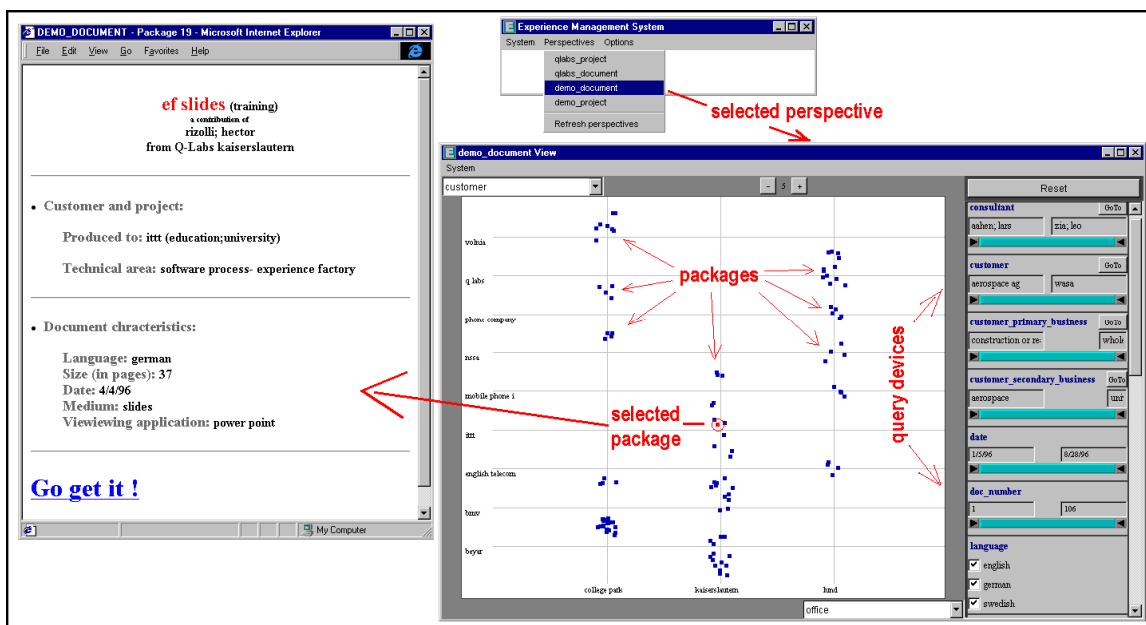 DEMO_DOCUMENT - Package 19 - Microsoft Internet Explorer
File Edit View Go Favorites Help
ef slides (training)
a contribution of
rizolli; hector
from Q-Labs kaiserslautern
• Customer and project:
Produced to: ittt (education;university)
Technical area: software process- experience factory
• Document chracteristics:
Language: german
Size (in pages): 37
Date: 4/4/96
Medium: slides
Viewiewing application: power point
Go get it !
My Computer
Experience Management System
System Perspectives Options
qlabs_project
qlabs_document
demo_document
demo_project
Refresh perspectives
selected perspective
demo_document View
System
customer
- 5 +
volnia
q labs
phone company
nssa
mobile phone i
ittt
english telecom
bmv
beyur
college park kaiserslautern lund
office
packages
selected
package
query devices
Reset
consultant GoTo
aahen; lars zia; leo
customer GoTo
aerospace ag wasa
customer_primary_business GoTo
construction or re whole
customer_secondary_business GoTo
aerospace
date
1/5/96 8/28/96
doc_number
1 106
language
english
german
swedish